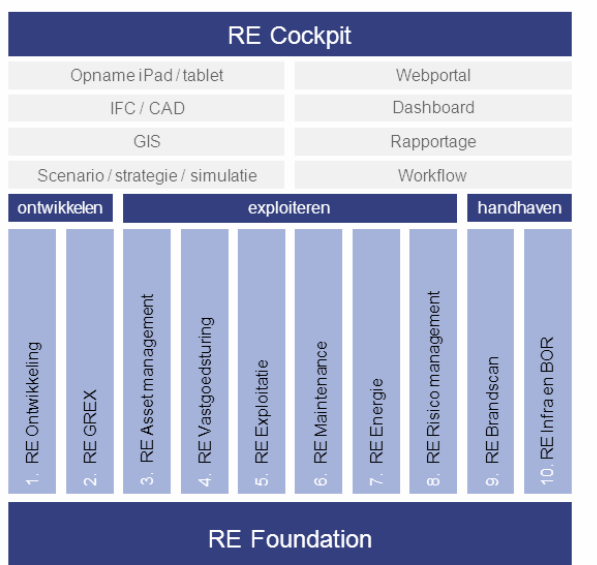 RE Cockpit
Opname iPad / tablet
Webportal
IFC / CAD
Dashboard
GIS
Rapportage
Scenario / strategie / simulatie
Workflow
ontwikkelen
exploiteren
handhaven
1. RE Ontwikkeling
2. RE GREX
3. RE Asset management
4. RE Vastgoedsturing
5. RE Exploitatie
6. RE Maintenance
7. RE Energie
8. RE Risico management
9. RE Brandscan
10. RE Infra en BOR
RE Foundation